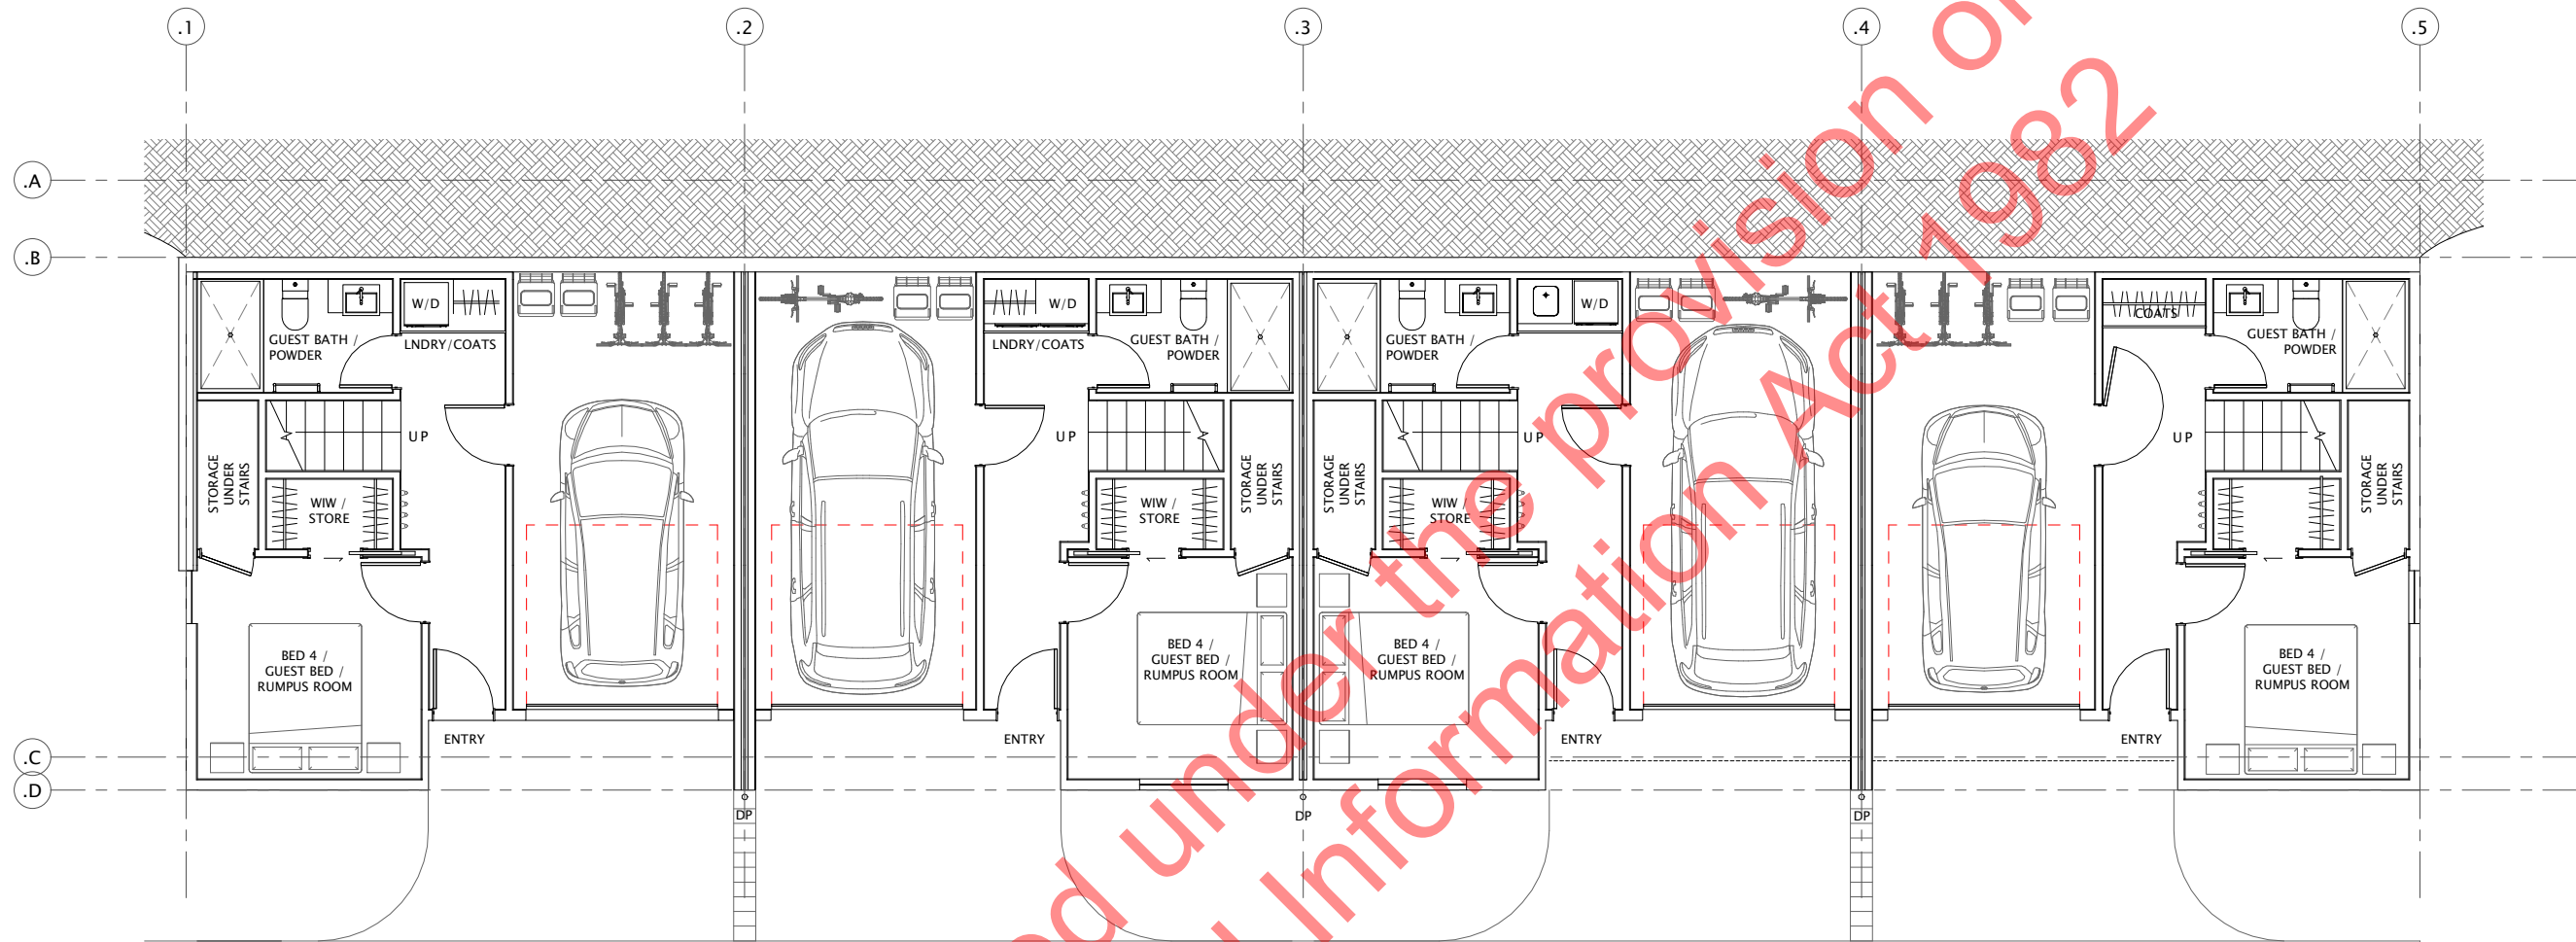 .1
.2
.3
.4
.5
.A
.B
.C
.D
GUEST BATH /
POWDER
W/D
LNDRY/COATS
UP
STORAGE
UNDER
STAIRS
WIW /
STORE
BED 4 /
GUEST BED /
RUMPUS ROOM
ENTRY
DP
W/D
LNDRY/COATS
GUEST BATH /
POWDER
UP
WIW /
STORE
STORAGE
UNDER
STAIRS
BED 4 /
GUEST BED /
RUMPUS ROOM
ENTRY
DP
GUEST BATH /
POWDER
W/D
UP
STORAGE
UNDER
STAIRS
WIW /
STORE
BED 4 /
GUEST BED /
RUMPUS ROOM
ENTRY
DP
COATS
GUEST BATH /
POWDER
UP
STORAGE
UNDER
STAIRS
BED 4 /
GUEST BED /
RUMPUS ROOM
ENTRY
under the provision
Information Act 1982